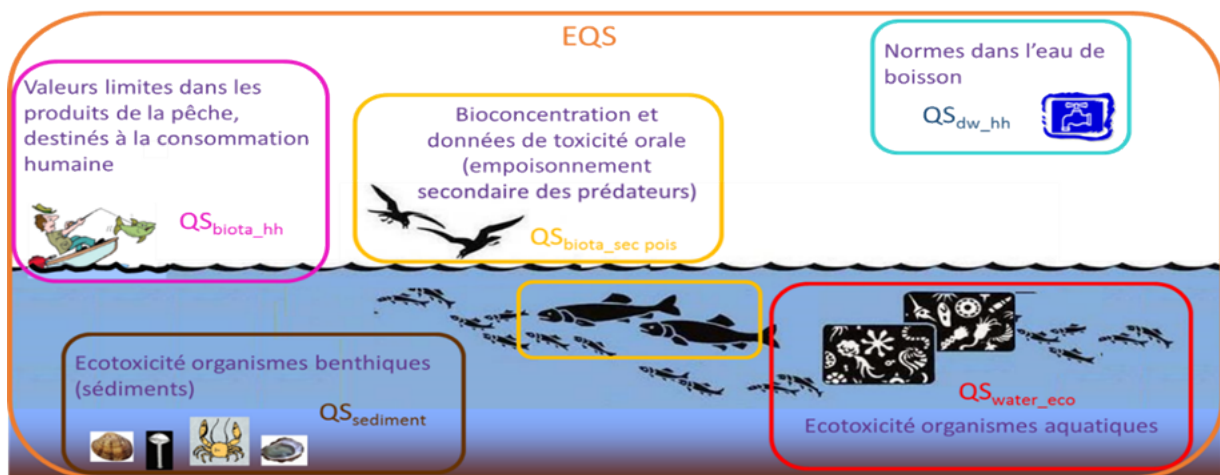 EQS
Valeurs limites dans les
produits de la pêche,
destinés à la consommation
humaine
QSbiota_hh
Bioconcentration et
données de toxicité orale
(empoisonnement
secondaire des prédateurs)
QSbiota_sec pois
Normes dans l'eau de
boisson
QSdw_hh
Ecotoxicité organismes benthiques
(sédiments)
QSsediment
QSwater_eco
Ecotoxicité organismes aquatiques